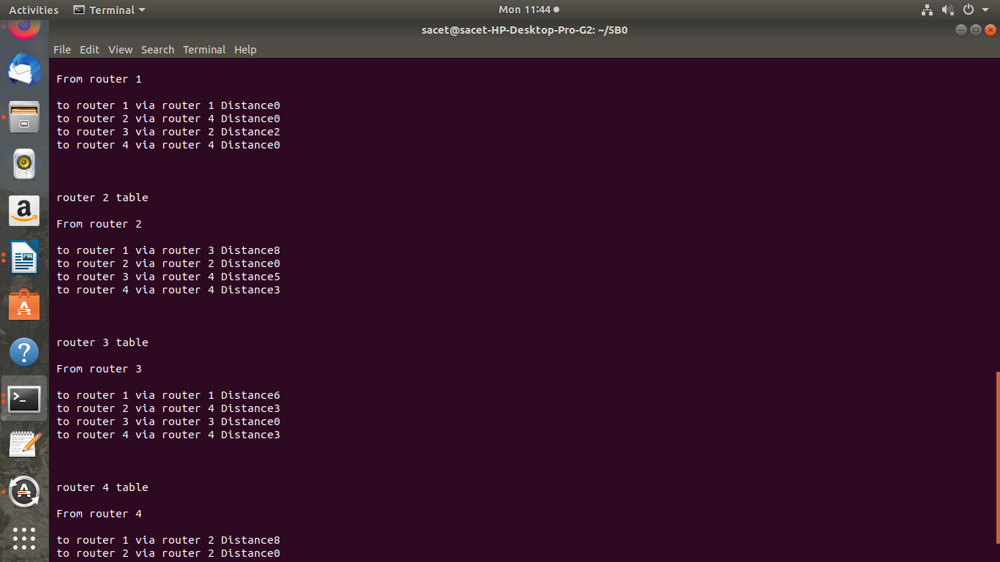 Activities Terminal Mon 11:44
sacet@sacet-HP-Desktop-Pro-G2: ~/5B0
File Edit View Search Terminal Help
From router 1
to router 1 via router 1 Distance0
to router 2 via router 4 Distance0
to router 3 via router 2 Distance2
to router 4 via router 4 Distance0
router 2 table
From router 2
to router 1 via router 3 Distance8
to router 2 via router 2 Distance0
to router 3 via router 4 Distance5
to router 4 via router 4 Distance3
router 3 table
From router 3
to router 1 via router 1 Distance6
to router 2 via router 4 Distance3
to router 3 via router 3 Distance0
to router 4 via router 4 Distance3
router 4 table
From router 4
to router 1 via router 2 Distance8
to router 2 via router 2 Distance0